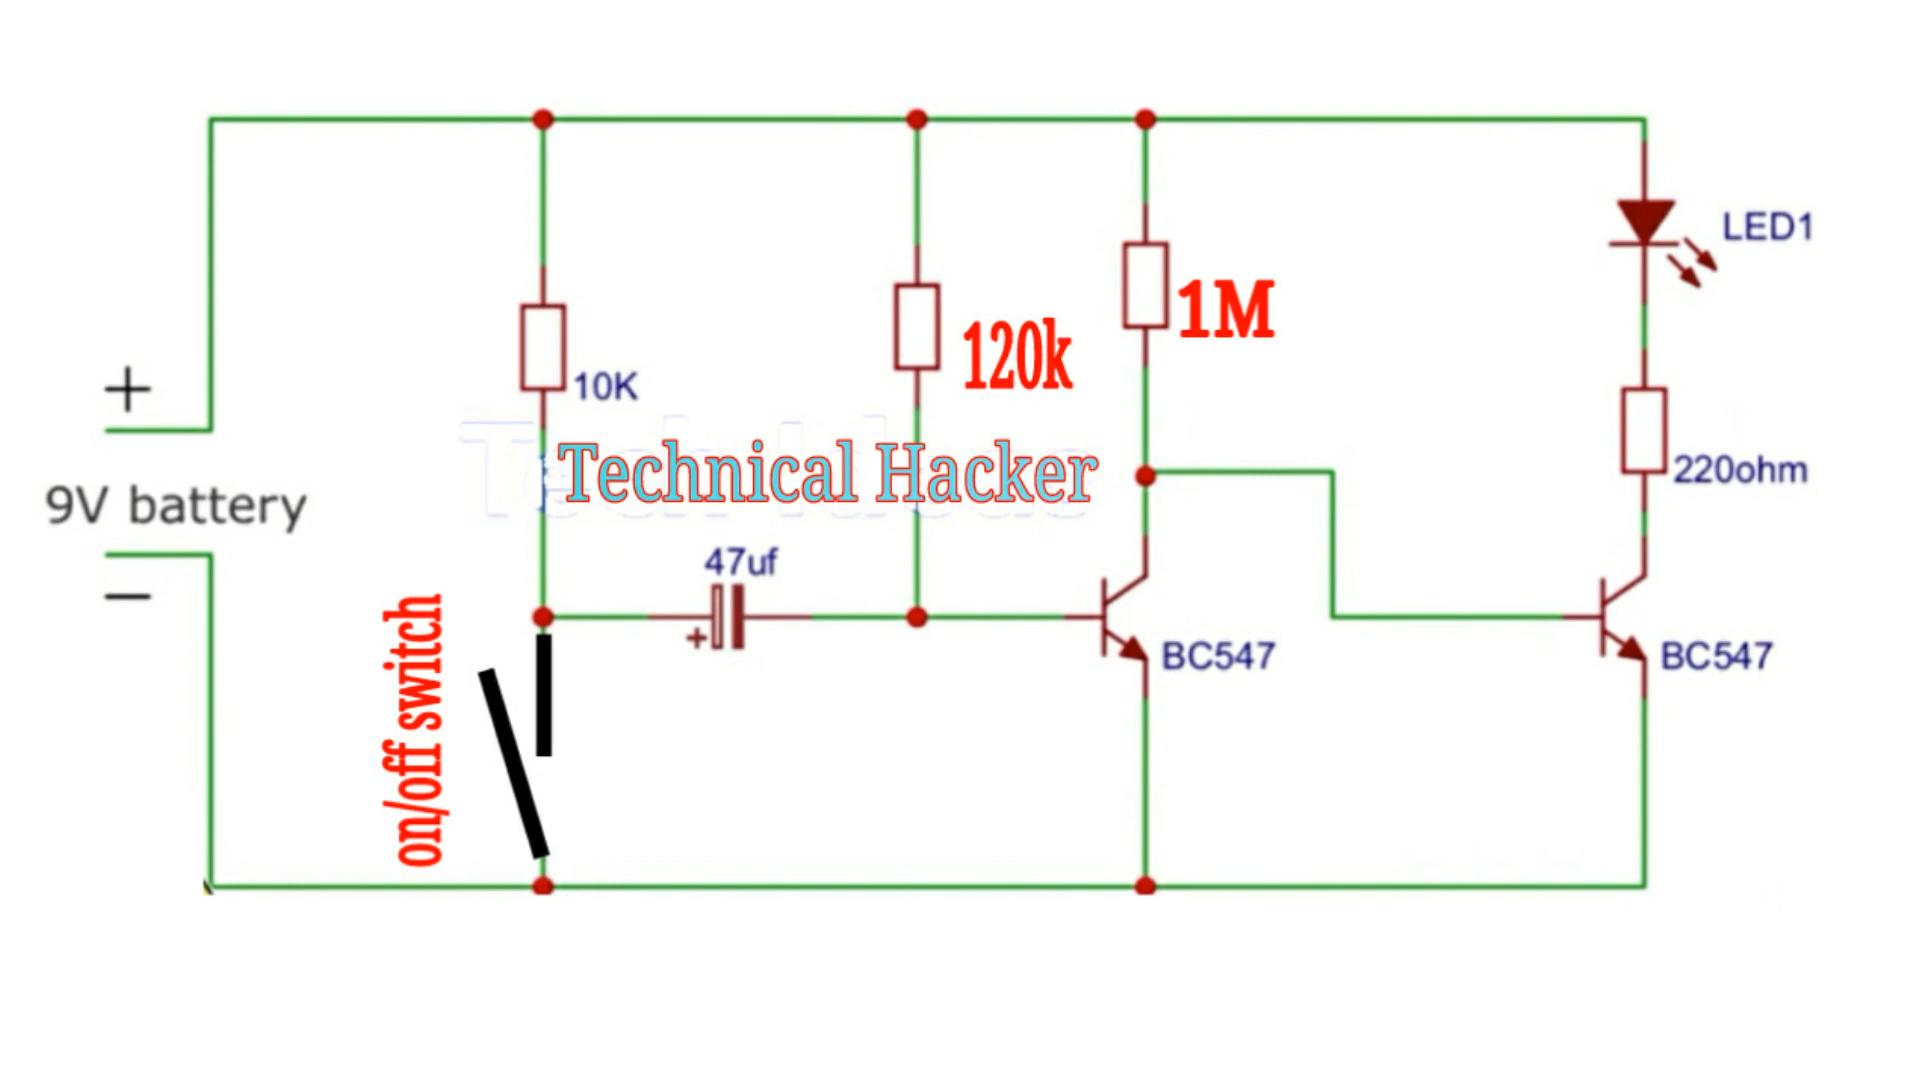 LED1
1M
120k
10K
Technical Hacker
220ohm
+
9V battery
−
47uf
+
on/off switch
BC547
BC547